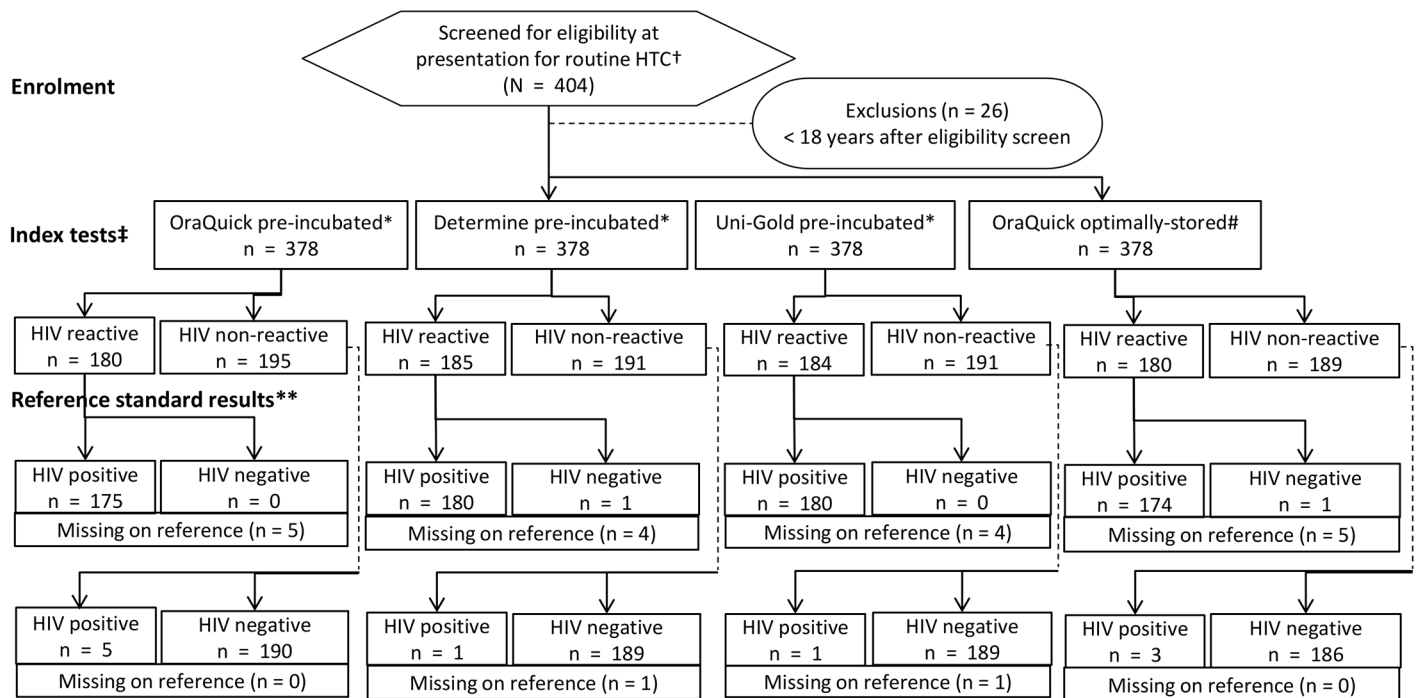 Screened for eligibility at
presentation for routine HTC†
(N = 404)
Enrolment
Exclusions (n = 26)
< 18 years after eligibility screen
Index tests‡
OraQuick pre-incubated*
n = 378
Determine pre-incubated*
n = 378
Uni-Gold pre-incubated*
n = 378
OraQuick optimally-stored#
n = 378
HIV reactive
n = 180
HIV non-reactive
n = 195
HIV reactive
n = 185
HIV non-reactive
n = 191
HIV reactive
n = 184
HIV non-reactive
n = 191
HIV reactive
n = 180
HIV non-reactive
n = 189
Reference standard results**
HIV positive
n = 175
HIV negative
n = 0
Missing on reference (n = 5)
HIV positive
n = 180
HIV negative
n = 1
Missing on reference (n = 4)
HIV positive
n = 180
HIV negative
n = 0
Missing on reference (n = 4)
HIV positive
n = 174
HIV negative
n = 1
Missing on reference (n = 5)
HIV positive
n = 5
HIV negative
n = 190
Missing on reference (n = 0)
HIV positive
n = 1
HIV negative
n = 189
Missing on reference (n = 1)
HIV positive
n = 1
HIV negative
n = 189
Missing on reference (n = 1)
HIV positive
n = 3
HIV negative
n = 186
Missing on reference (n = 0)